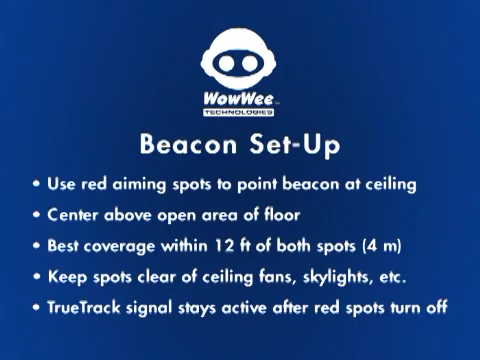 WowWee™
TECHNOLOGIES
Beacon Set-Up
• Use red aiming spots to point beacon at ceiling
• Center above open area of floor
• Best coverage within 12 ft of both spots (4 m)
• Keep spots clear of ceiling fans, skylights, etc.
• TrueTrack signal stays active after red spots turn off